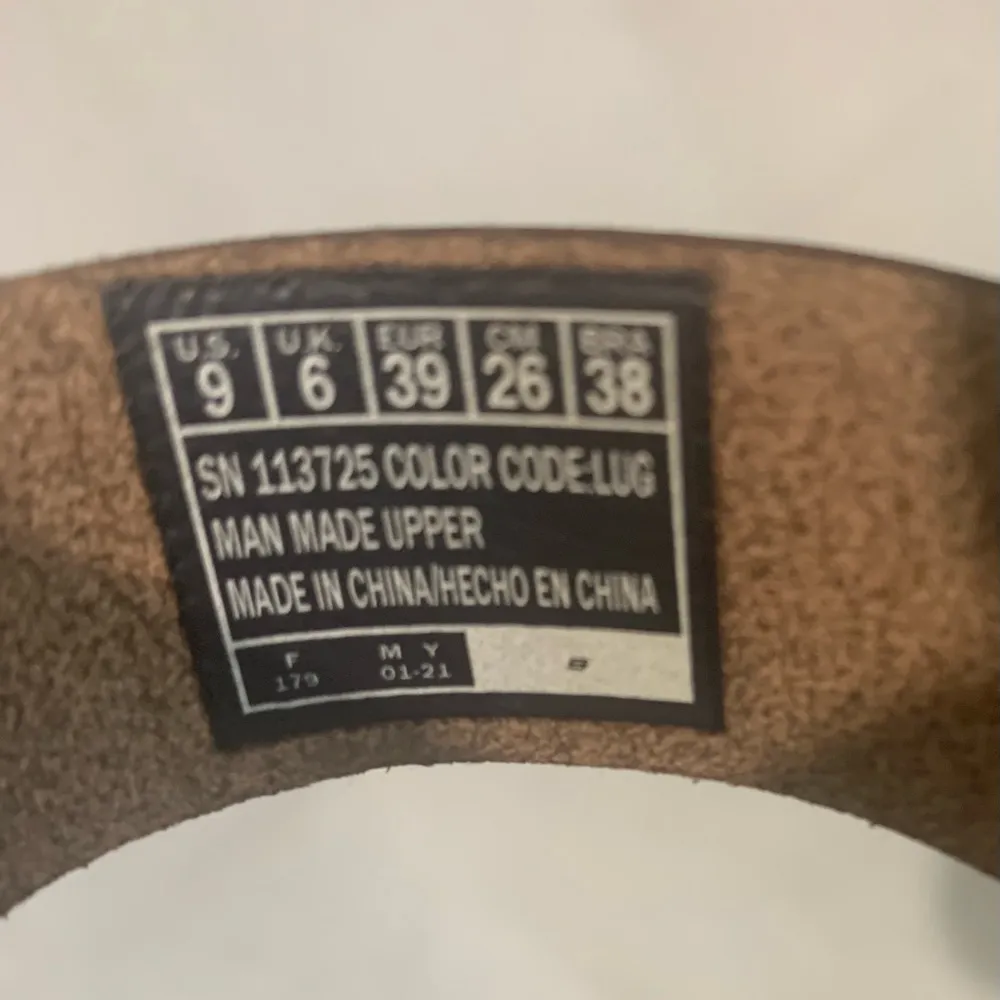 U.S. U.K. EUR CM BRA
9 6 39 26 38
SN 113725 COLOR CODE:LUG
MAN MADE UPPER
MADE IN CHINA/HECHO EN CHINA
F M Y
179 01-21